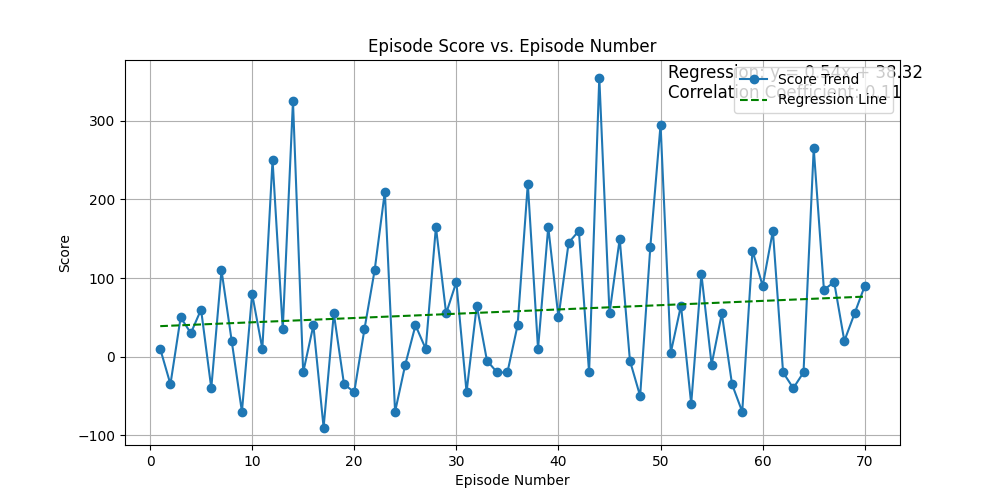 Episode Score vs. Episode Number
Regression: y = 0.54x + 38.32
Correlation Coefficient: 0.11
Score Trend
Regression Line
Score
300
200
100
0
−100
0 10 20 30 40 50 60 70
Episode Number